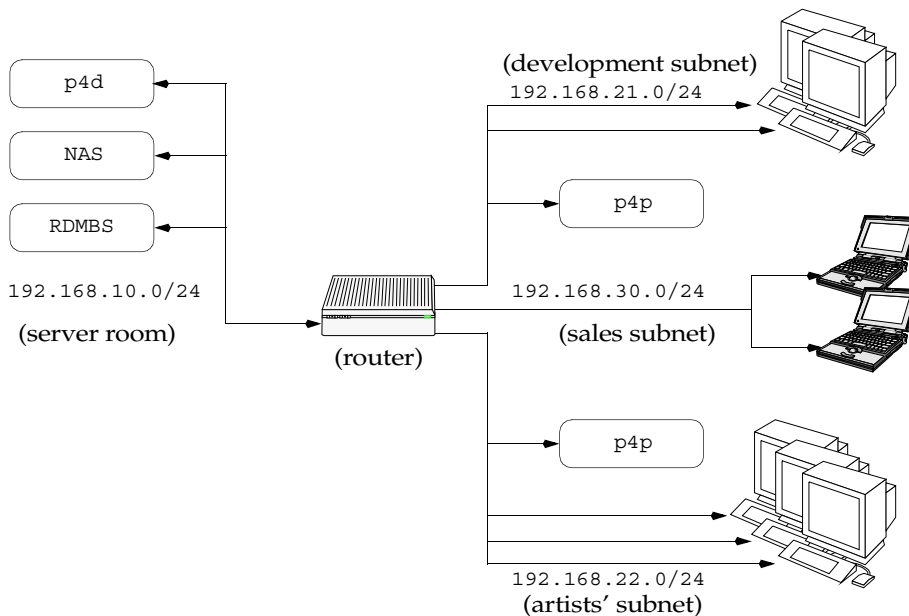 p4d
NAS
RDMBS
192.168.10.0/24
(server room)
(router)
(development subnet)
192.168.21.0/24
p4p
192.168.30.0/24
(sales subnet)
p4p
192.168.22.0/24
(artists' subnet)